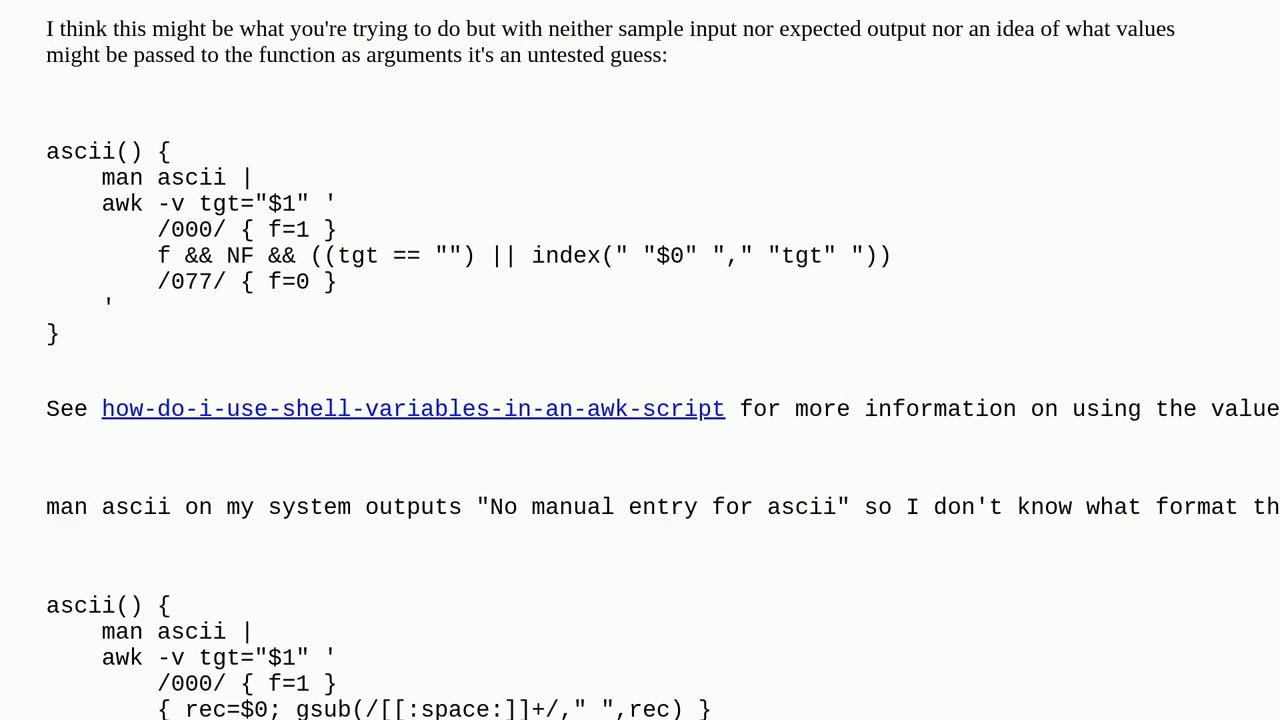 I think this might be what you're trying to do but with neither sample input nor expected output nor an idea of what values
might be passed to the function as arguments it's an untested guess:
ascii() {
    man ascii |
    awk -v tgt="$1" '
        /000/ { f=1 }
        f && NF && ((tgt == "") || index(" "$0" "," "tgt" "))
        /077/ { f=0 }
    '
}
See how-do-i-use-shell-variables-in-an-awk-script for more information on using the value
man ascii on my system outputs "No manual entry for ascii" so I don't know what format th
ascii() {
    man ascii |
    awk -v tgt="$1" '
        /000/ { f=1 }
        { rec=$0; gsub(/[[:space:]]+/," ",rec) }